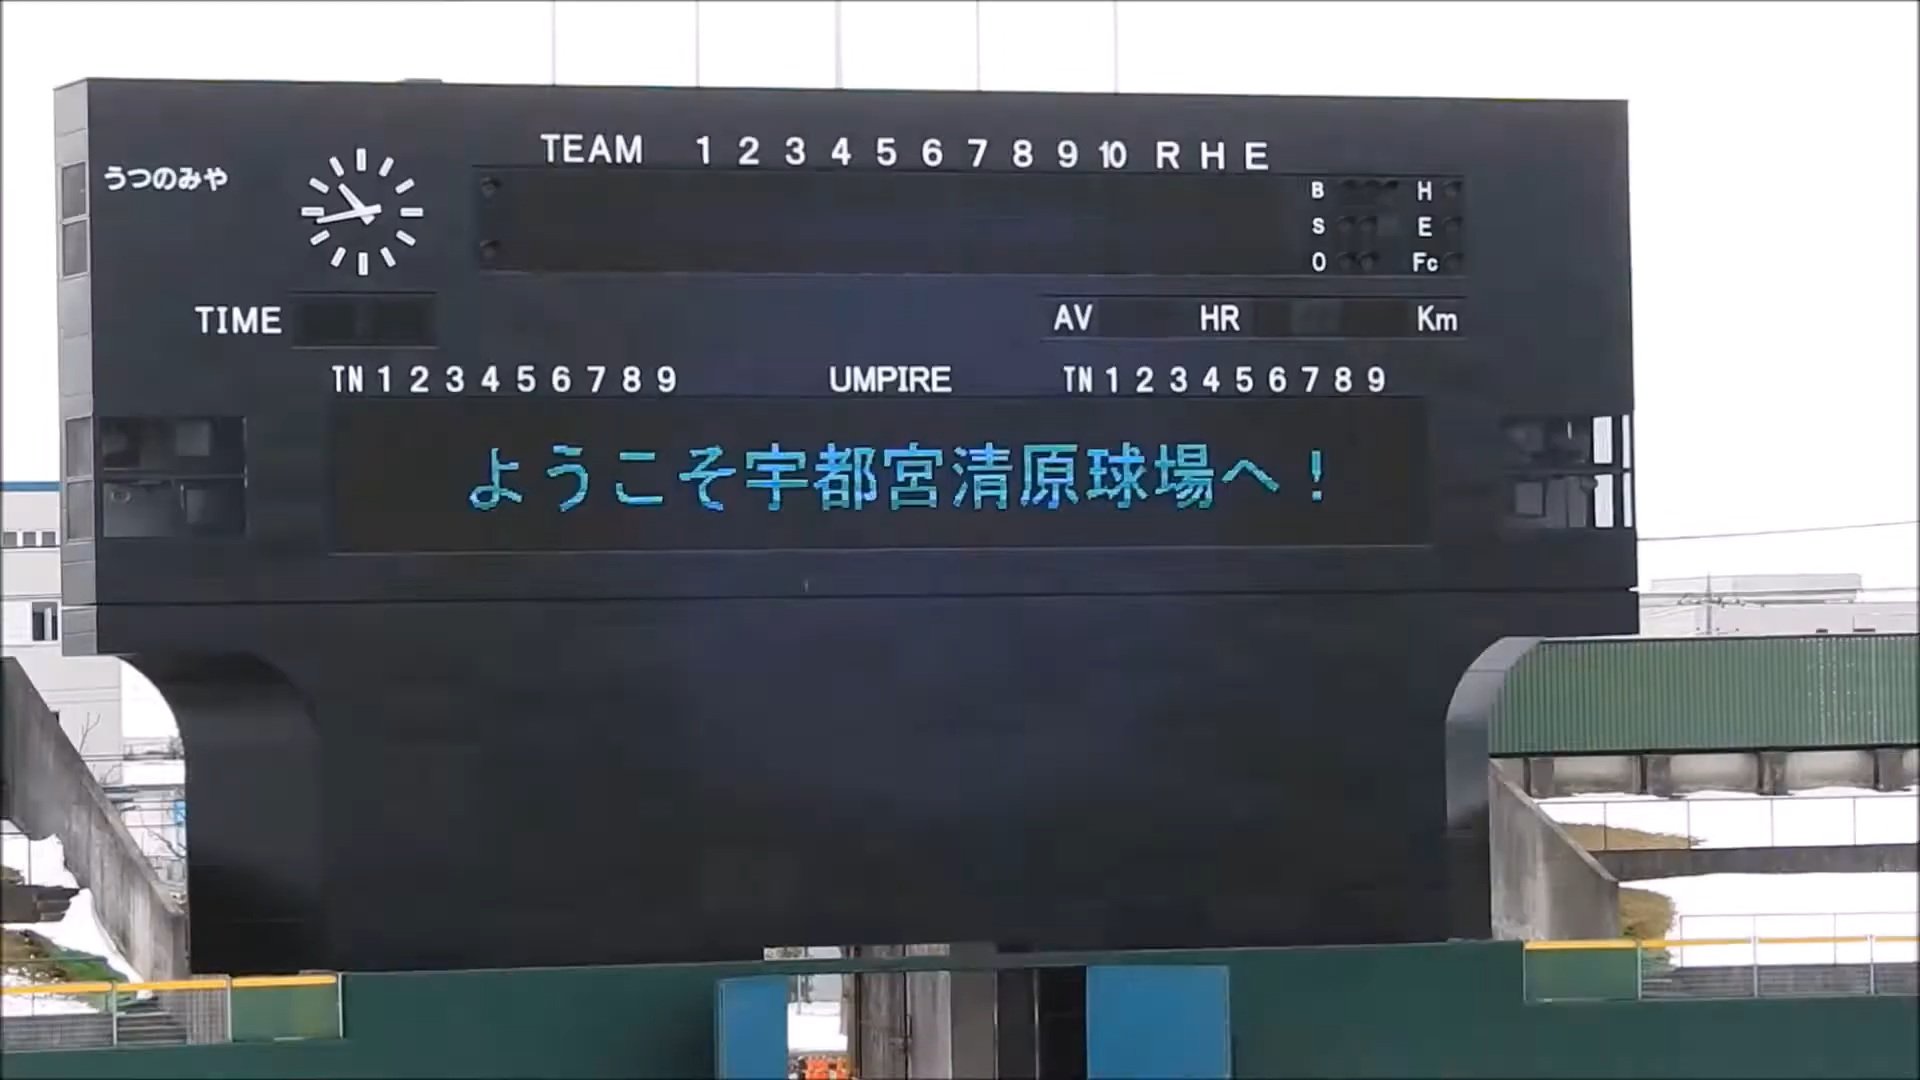 TEAM 1 2 3 4 5 6 7 8 9 10 R H E
うつのみや
B H
S E
O Fc
TIME
AV HR Km
TN 1 2 3 4 5 6 7 8 9 UMPIRE TN 1 2 3 4 5 6 7 8 9
ようこそ宇都宮清原球場へ！